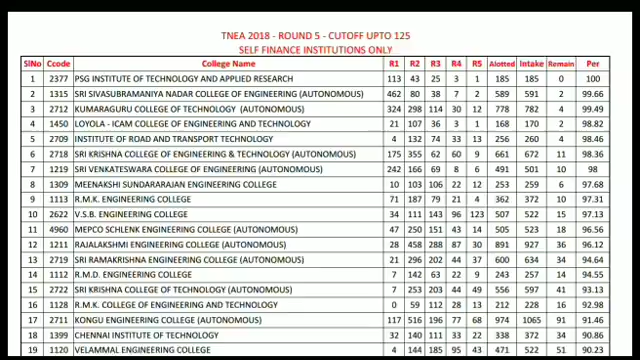 TNEA 2018 - ROUND 5 - CUTOFF UPTO 125
SELF FINANCE INSTITUTIONS ONLY
SlNo Ccode College Name R1 R2 R3 R4 R5 Alotted Intake Remain Per
1 2377 PSG INSTITUTE OF TECHNOLOGY AND APPLIED RESEARCH 113 43 25 3 1 185 185 0 100
2 1315 SRI SIVASUBRAMANIYA NADAR COLLEGE OF ENGINEERING (AUTONOMOUS) 462 80 38 7 2 589 591 2 99.66
3 2712 KUMARAGURU COLLEGE OF TECHNOLOGY (AUTONOMOUS) 324 298 114 30 12 778 782 4 99.49
4 1450 LOYOLA - ICAM COLLEGE OF ENGINEERING AND TECHNOLOGY 21 107 36 3 1 168 170 2 98.82
5 2709 INSTITUTE OF ROAD AND TRANSPORT TECHNOLOGY 4 132 74 33 13 256 260 4 98.46
6 2718 SRI KRISHNA COLLEGE OF ENGINEERING & TECHNOLOGY (AUTONOMOUS) 175 355 62 60 9 661 672 11 98.36
7 1219 SRI VENKATESWARA COLLEGE OF ENGINEERING (AUTONOMOUS) 242 166 69 8 6 491 501 10 98
8 1309 MEENAKSHI SUNDARARAJAN ENGINEERING COLLEGE 10 103 106 22 12 253 259 6 97.68
9 1113 R.M.K. ENGINEERING COLLEGE 71 187 79 21 4 362 372 10 97.31
10 2622 V.S.B. ENGINEERING COLLEGE 34 111 143 96 123 507 522 15 97.13
11 4960 MEPCO SCHLENK ENGINEERING COLLEGE (AUTONOMOUS) 47 250 151 43 14 505 523 18 96.56
12 1211 RAJALAKSHMI ENGINEERING COLLEGE (AUTONOMOUS) 28 458 288 87 30 891 927 36 96.12
13 2719 SRI RAMAKRISHNA ENGINEERING COLLEGE (AUTONOMOUS) 21 296 202 44 37 600 634 34 94.64
14 1112 R.M.D. ENGINEERING COLLEGE 7 142 63 22 9 243 257 14 94.55
15 2722 SRI KRISHNA COLLEGE OF TECHNOLOGY (AUTONOMOUS) 7 253 203 44 49 556 597 41 93.13
16 1128 R.M.K. COLLEGE OF ENGINEERING AND TECHNOLOGY 0 59 112 28 13 212 228 16 92.98
17 2711 KONGU ENGINEERING COLLEGE (AUTONOMOUS) 117 516 196 77 68 974 1065 91 91.46
18 1399 CHENNAI INSTITUTE OF TECHNOLOGY 32 140 111 33 22 338 372 34 90.86
19 1120 VELAMMAL ENGINEERING COLLEGE 4 144 185 95 43 471 522 51 90.23